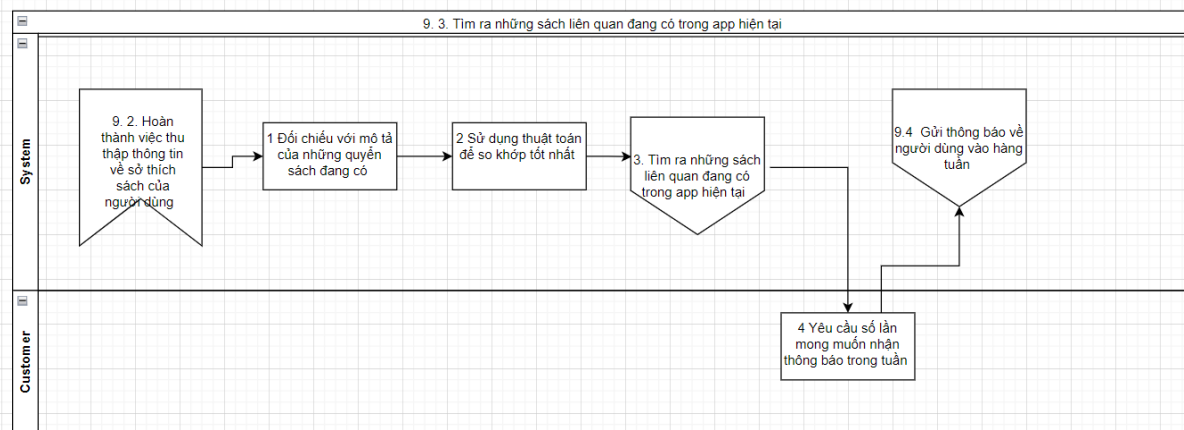 9. 3. Tìm ra những sách liên quan đang có trong app hiện tại
System
9. 2. Hoàn
thành việc thu
thập thông tin
về sở thích
sách của
người dùng
1 Đối chiếu với mô tả
của những quyển
sách đang có
2 Sử dụng thuật toán
để so khớp tốt nhất
3. Tìm ra những sách
liên quan đang có
trong app hiện tại
9.4 Gửi thông báo về
người dùng vào hàng
tuần
Customer
4 Yêu cầu số lần
mong muốn nhận
thông báo trong tuần